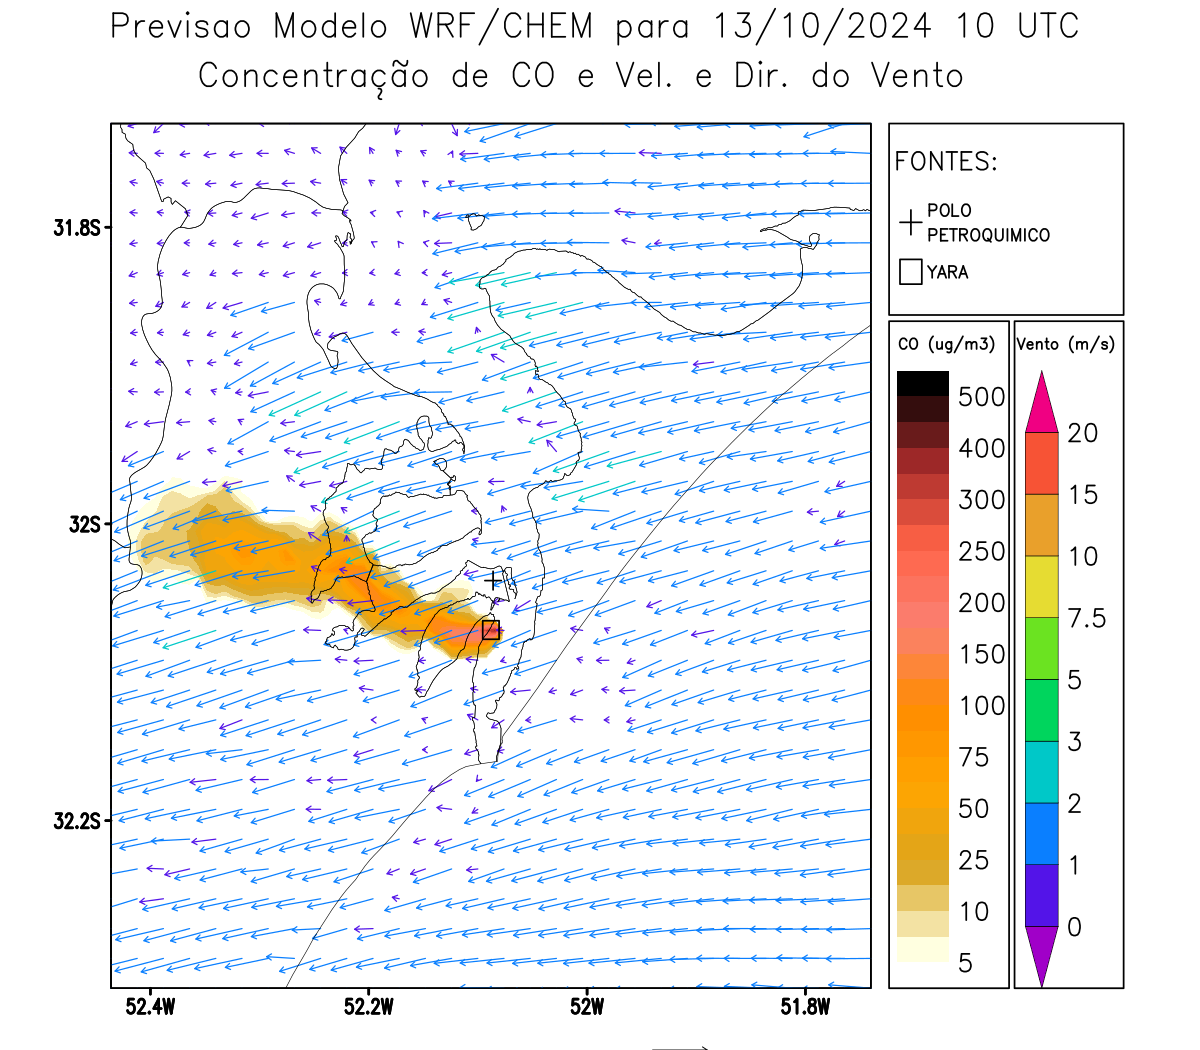 Previsao Modelo WRF/CHEM para 13/10/2024 10 UTC
Concentração de CO e Vel. e Dir. do Vento
FONTES:
POLO
PETROQUIMICO
YARA
CO (ug/m3)
500
400
300
250
200
150
100
75
50
25
10
5
Vento (m/s)
20
15
10
7.5
5
3
2
1
0
31.8S
32S
32.2S
52.4W
52.2W
52W
51.8W